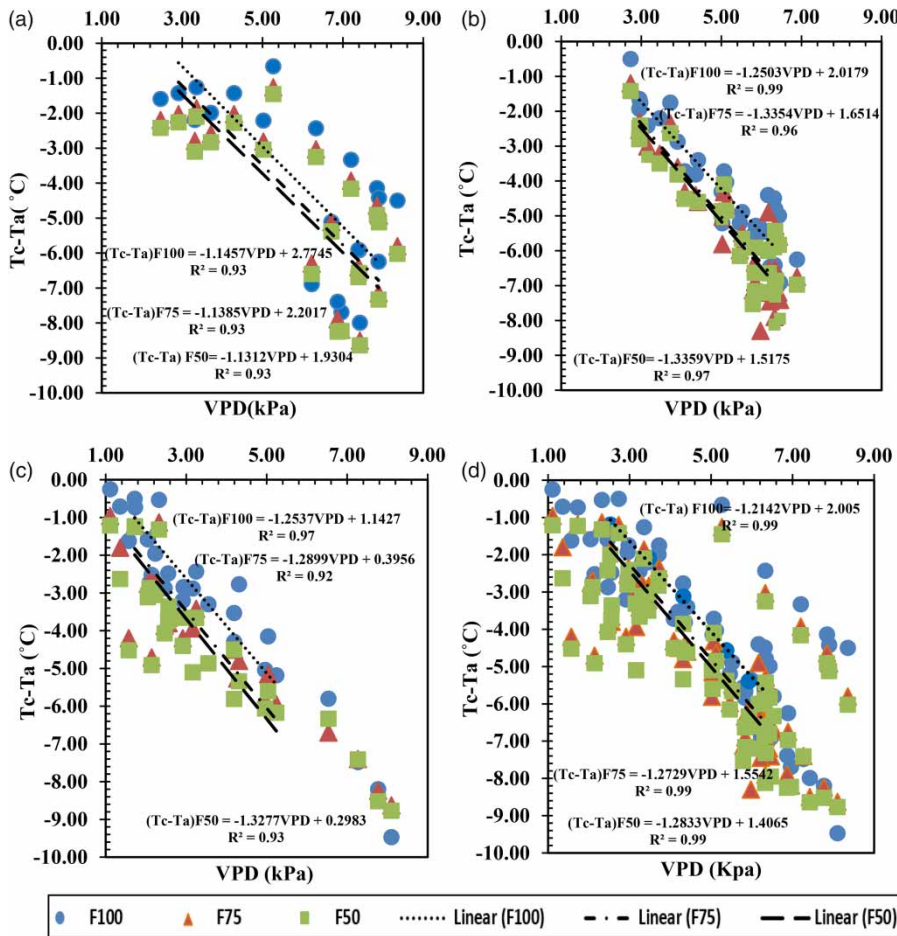 (a)
1.00 3.00 5.00 7.00 9.00
0.00
-1.00
-2.00
-3.00
-4.00
-5.00
-6.00
-7.00
-8.00
-9.00
-10.00
Tc-Ta(˚C)
(Tc-Ta)F100= -1.1457VPD + 2.7745
R² = 0.93
(Tc-Ta)F75 = -1.1385VPD + 2.2017
R² = 0.93
(Tc-Ta) F50= -1.1312VPD + 1.9304
R² = 0.93
VPD(kPa)
(b)
1.00 3.00 5.00 7.00 9.00
0.00
-1.00
-2.00
-3.00
-4.00
-5.00
-6.00
-7.00
-8.00
-9.00
-10.00
(Tc-Ta)F100 = -1.2503VPD + 2.0179
R² = 0.99
(Tc-Ta)F75= -1.3354VPD + 1.6514
R² = 0.96
(Tc-Ta)F50= -1.3359VPD + 1.5175
R² = 0.97
VPD (kPa)
(c)
1.00 3.00 5.00 7.00 9.00
0.00
-1.00
-2.00
-3.00
-4.00
-5.00
-6.00
-7.00
-8.00
-9.00
-10.00
Tc-Ta (˚C)
(Tc-Ta)F100 = -1.2537VPD + 1.1427
R² = 0.97
(Tc-Ta)F75= -1.2899VPD + 0.3956
R² = 0.92
(Tc-Ta)F50 = -1.3277VPD + 0.2983
R² = 0.93
VPD (kPa)
(d)
1.00 3.00 5.00 7.00 9.00
0.00
-1.00
-2.00
-3.00
-4.00
-5.00
-6.00
-7.00
-8.00
-9.00
-10.00
Tc-Ta (˚C)
(Tc-Ta) F100= -1.2142VPD + 2.005
R² = 0.99
(Tc-Ta)F75 = -1.2729VPD + 1.5542
R² = 0.99
(Tc-Ta)F50 = -1.2833VPD + 1.4065
R² = 0.99
VPD (Kpa)
F100 F75 F50 Linear (F100) Linear (F75) Linear (F50)